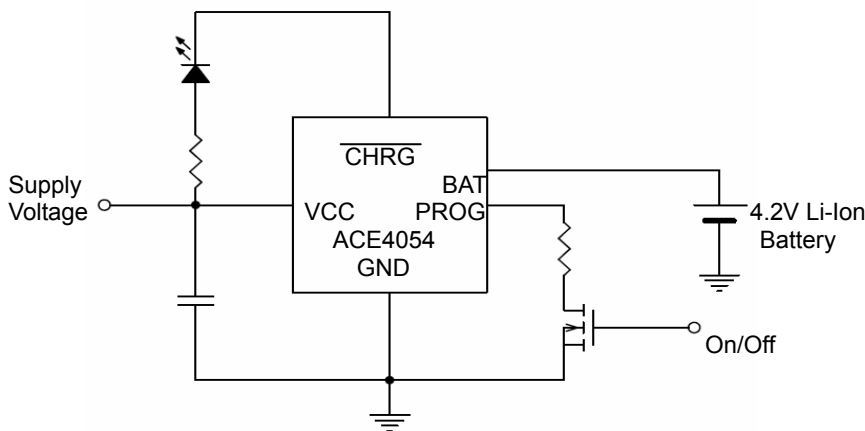 CHRG
Supply
Voltage
BAT
VCC PROG
ACE4054
GND
4.2V Li-Ion
Battery
On/Off